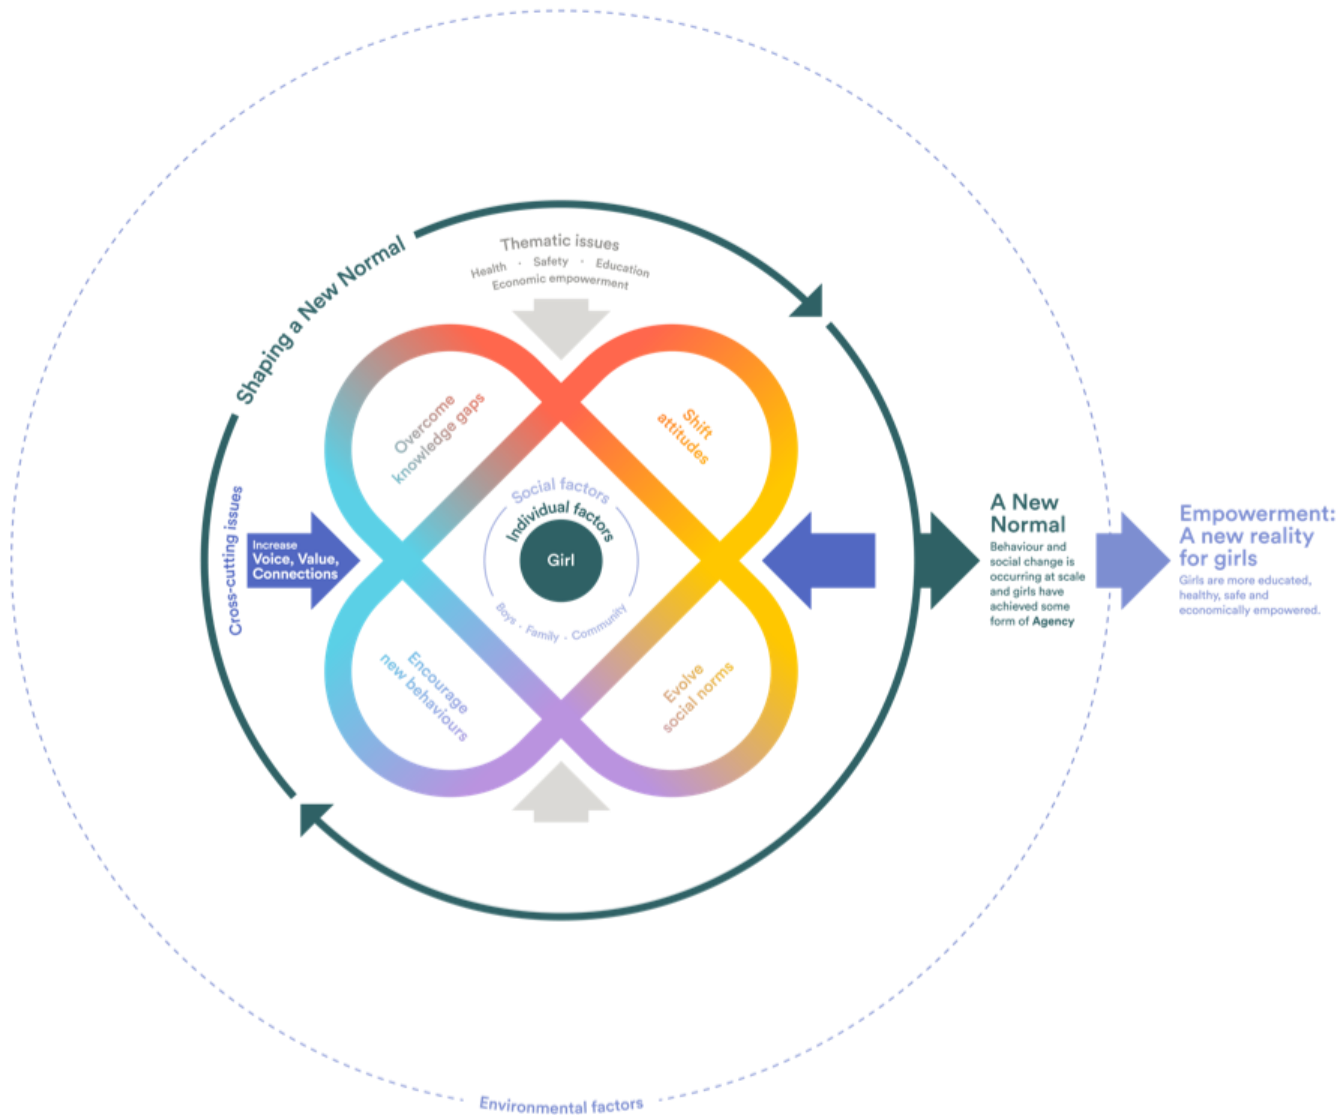 Shaping a New Normal
Thematic issues
Health · Safety · Education
Economic empowerment
Overcome
knowledge gaps
Shift
attitudes
Cross-cutting issues
Increase
Voice, Value,
Connections
Social factors
Individual factors
Girl
Boys · Family · Community
Encourage
new behaviours
Evolve
social norms
A New
Normal
Behaviour and
social change is
occurring at scale
and girls have
achieved some
form of Agency
Empowerment:
A new reality
for girls
Girls are more educated,
healthy, safe and
economically empowered.
Environmental factors